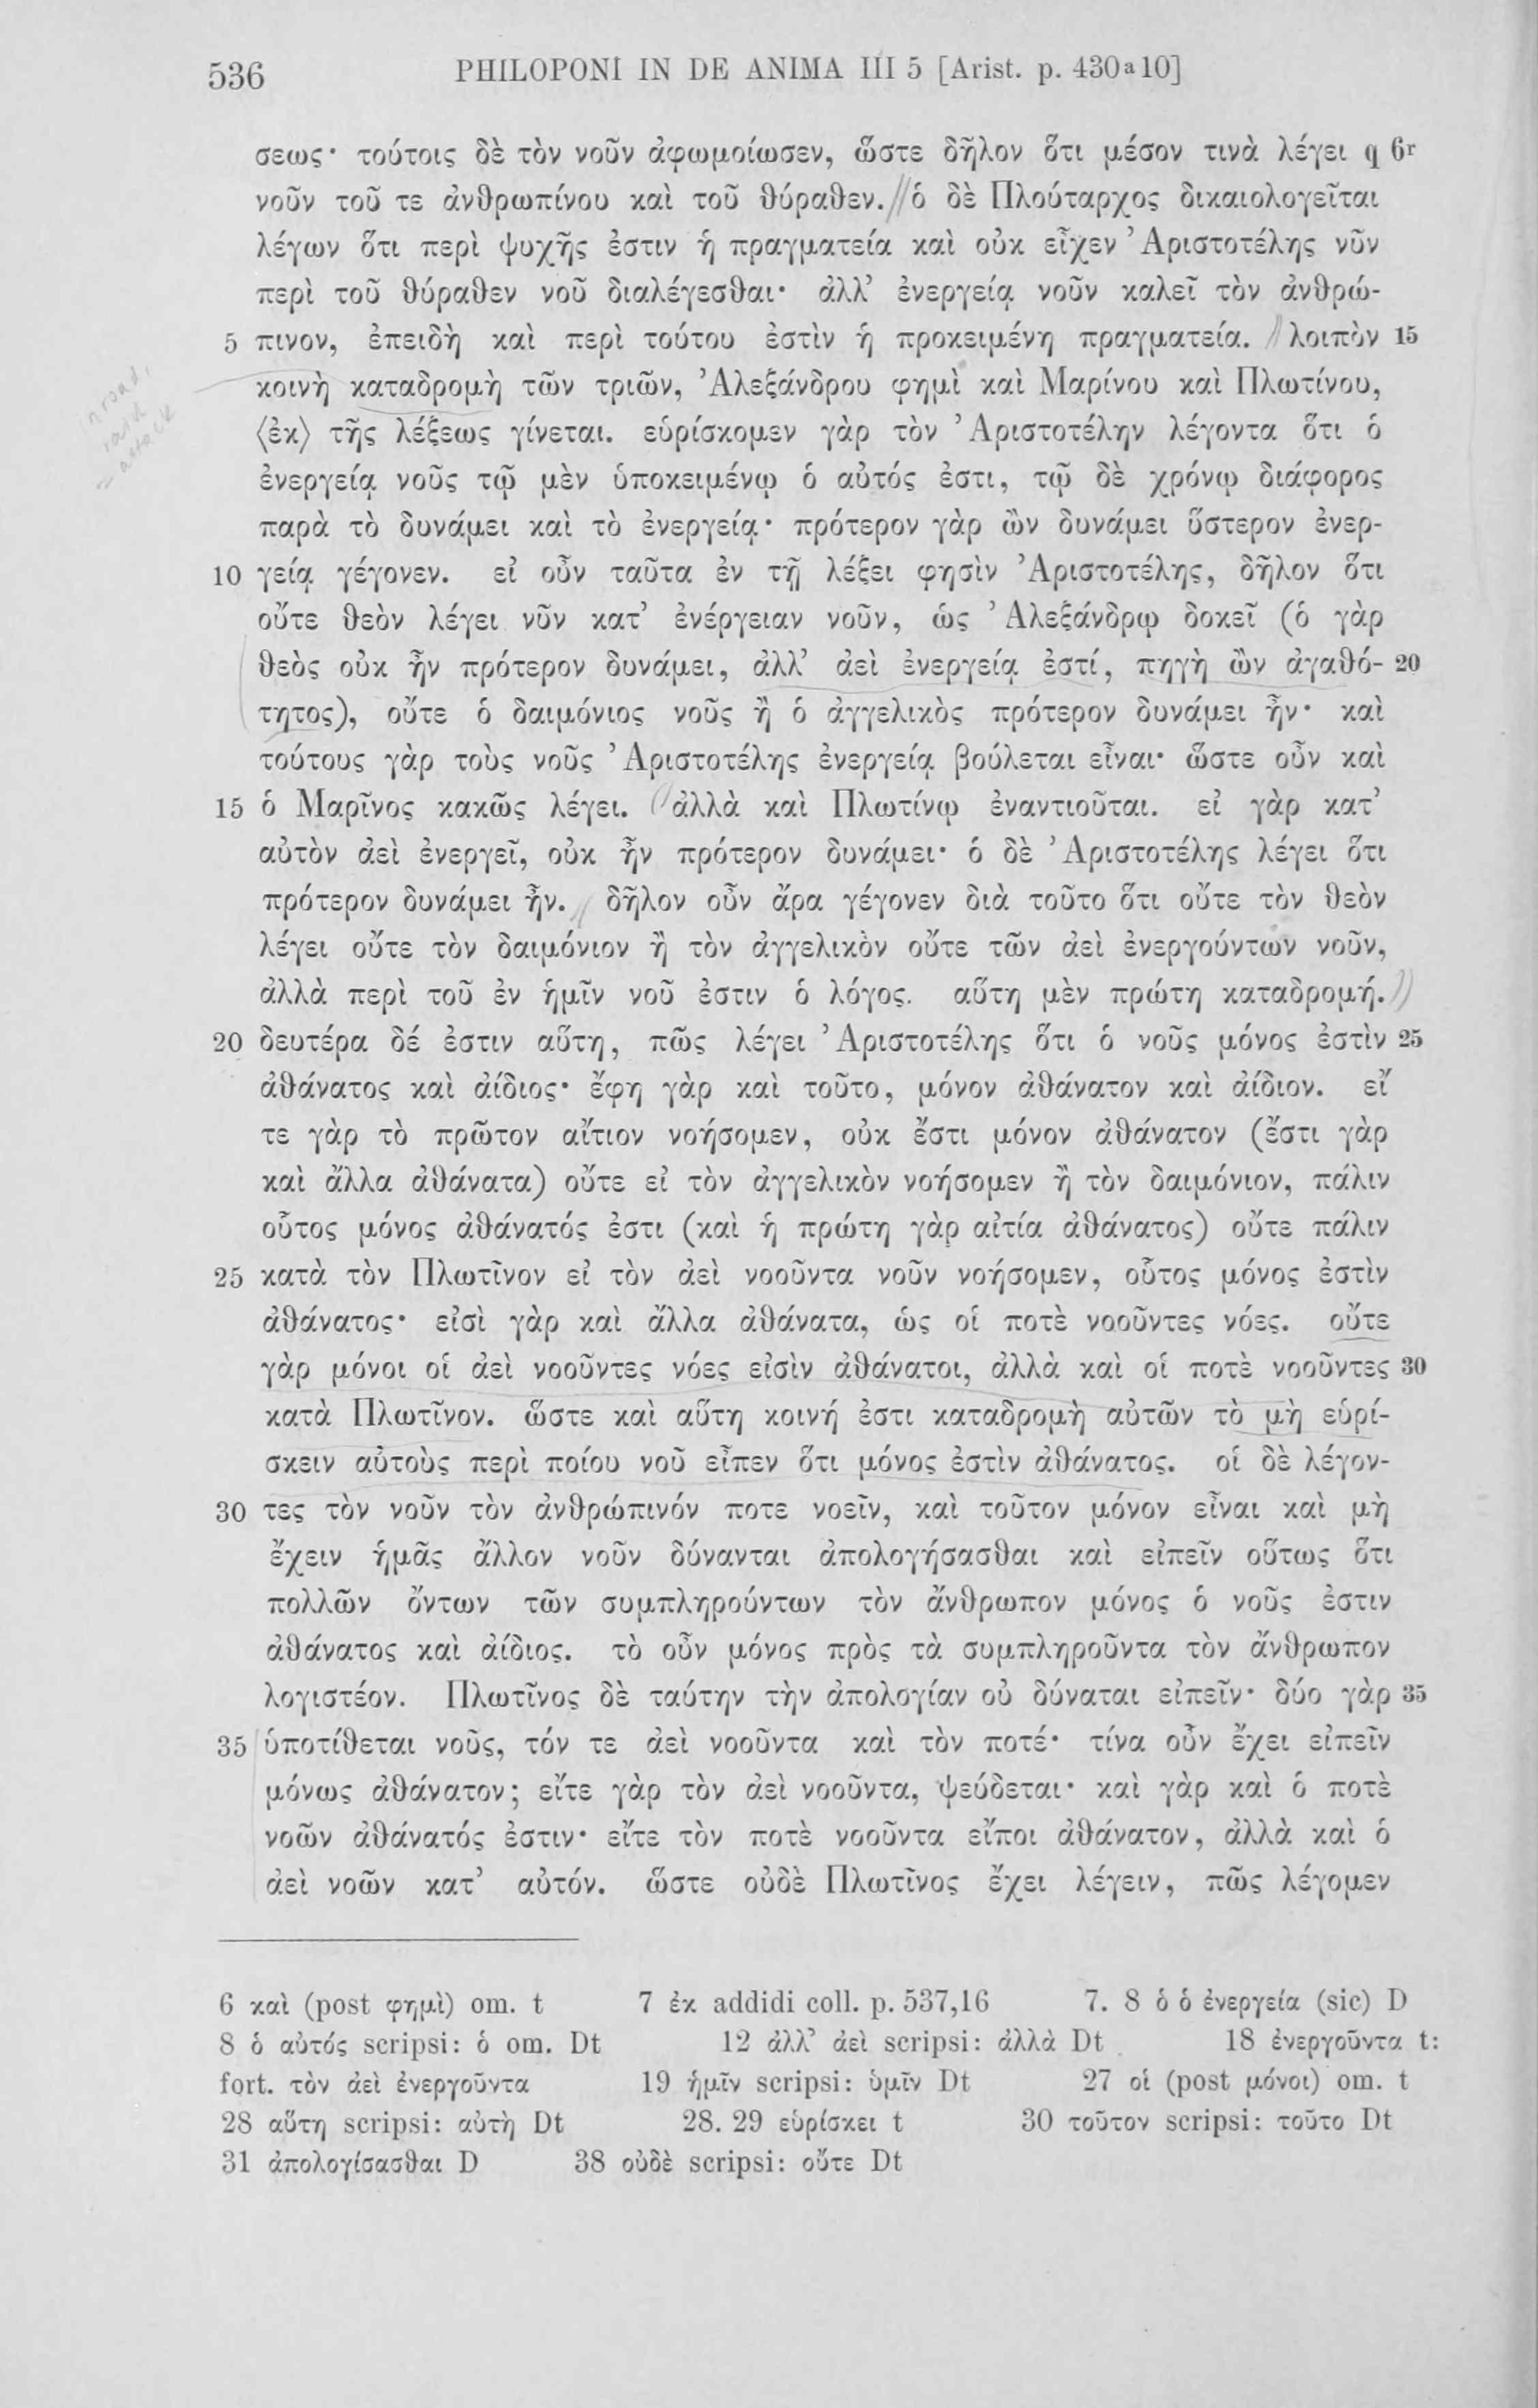 536 PHILOPONI IN DE ANIMA III 5 [Arist. p. 430a10]
σεως· τούτοις δὲ τὸν νοῦν ἀφωμοίωσεν, ὥστε δῆλον ὅτι μέσον τινὰ λέγει q 6r
νοῦν τοῦ τε ἀνθρωπίνου καὶ τοῦ θύραθεν. ὁ δὲ Πλούταρχος δικαιολογεῖται
λέγων ὅτι περὶ ψυχῆς ἐστιν ἡ πραγματεία καὶ οὐκ εἶχεν Ἀριστοτέλης νῦν
περὶ τοῦ θύραθεν νοῦ διαλέγεσθαι· ἀλλ’ ἐνεργείᾳ νοῦν καλεῖ τὸν ἀνθρώ-
5 πινον, ἐπειδὴ καὶ περὶ τούτου ἐστὶν ἡ προκειμένη πραγματεία. λοιπὸν 15
κοινὴ καταδρομὴ τῶν τριῶν, Ἀλεξάνδρου φημὶ καὶ Μαρίνου καὶ Πλωτίνου,
⟨ἐκ⟩ τῆς λέξεως γίνεται. εὑρίσκομεν γὰρ τὸν Ἀριστοτέλην λέγοντα ὅτι ὁ
ἐνεργείᾳ νοῦς τῷ μὲν ὑποκειμένῳ ὁ αὐτός ἐστι, τῷ δὲ χρόνῳ διάφορος
παρὰ τὸ δυνάμει καὶ τὸ ἐνεργείᾳ· πρότερον γὰρ ὢν δυνάμει ὕστερον ἐνερ-
10 γείᾳ γέγονεν. εἰ οὖν ταῦτα ἐν τῇ λέξει φησὶν Ἀριστοτέλης, δῆλον ὅτι
οὔτε θεὸν λέγει νῦν κατ’ ἐνέργειαν νοῦν, ὡς Ἀλεξάνδρῳ δοκεῖ (ὁ γὰρ
θεὸς οὐκ ἦν πρότερον δυνάμει, ἀλλ’ ἀεὶ ἐνεργείᾳ ἐστί, πηγὴ ὢν ἀγαθό- 20
τητος), οὔτε ὁ δαιμόνιος νοῦς ἢ ὁ ἀγγελικὸς πρότερον δυνάμει ἦν· καὶ
τούτους γὰρ τοὺς νοῦς Ἀριστοτέλης ἐνεργείᾳ βούλεται εἶναι· ὥστε οὖν καὶ
15 ὁ Μαρῖνος κακῶς λέγει. ἀλλὰ καὶ Πλωτίνῳ ἐναντιοῦται. εἰ γὰρ κατ’
αὐτὸν ἀεὶ ἐνεργεῖ, οὐκ ἦν πρότερον δυνάμει· ὁ δὲ Ἀριστοτέλης λέγει ὅτι
πρότερον δυνάμει ἦν. δῆλον οὖν ἄρα γέγονεν διὰ τοῦτο ὅτι οὔτε τὸν θεὸν
λέγει οὔτε τὸν δαιμόνιον ἢ τὸν ἀγγελικὸν οὔτε τῶν ἀεὶ ἐνεργούντων νοῦν,
ἀλλὰ περὶ τοῦ ἐν ἡμῖν νοῦ ἐστιν ὁ λόγος. αὕτη μὲν πρώτη καταδρομή.
20 δευτέρα δέ ἐστιν αὕτη, πῶς λέγει Ἀριστοτέλης ὅτι ὁ νοῦς μόνος ἐστὶν 25
ἀθάνατος καὶ ἀίδιος· ἔφη γὰρ καὶ τοῦτο, μόνον ἀθάνατον καὶ ἀίδιον. εἴ
τε γὰρ τὸ πρῶτον αἴτιον νοήσομεν, οὐκ ἔστι μόνον ἀθάνατον (ἔστι γὰρ
καὶ ἄλλα ἀθάνατα) οὔτε εἰ τὸν ἀγγελικὸν νοήσομεν ἢ τὸν δαιμόνιον, πάλιν
οὗτος μόνος ἀθάνατός ἐστι (καὶ ἡ πρώτη γὰρ αἰτία ἀθάνατος) οὔτε πάλιν
25 κατὰ τὸν Πλωτῖνον εἰ τὸν ἀεὶ νοοῦντα νοῦν νοήσομεν, οὗτος μόνος ἐστὶν
ἀθάνατος· εἰσὶ γὰρ καὶ ἄλλα ἀθάνατα, ὡς οἱ ποτὲ νοοῦντες νόες. οὔτε
γὰρ μόνοι οἱ ἀεὶ νοοῦντες νόες εἰσὶν ἀθάνατοι, ἀλλὰ καὶ οἱ ποτὲ νοοῦντες 30
κατὰ Πλωτῖνον. ὥστε καὶ αὕτη κοινή ἐστι καταδρομὴ αὐτῶν τὸ μὴ εὑρί-
σκειν αὐτοὺς περὶ ποίου νοῦ εἶπεν ὅτι μόνος ἐστὶν ἀθάνατος. οἱ δὲ λέγον-
30 τες τὸν νοῦν τὸν ἀνθρώπινόν ποτε νοεῖν, καὶ τοῦτον μόνον εἶναι καὶ μὴ
ἔχειν ἡμᾶς ἄλλον νοῦν δύνανται ἀπολογήσασθαι καὶ εἰπεῖν οὕτως ὅτι
πολλῶν ὄντων τῶν συμπληρούντων τὸν ἄνθρωπον μόνος ὁ νοῦς ἐστιν
ἀθάνατος καὶ ἀίδιος. τὸ οὖν μόνος πρὸς τὰ συμπληροῦντα τὸν ἄνθρωπον
λογιστέον. Πλωτῖνος δὲ ταύτην τὴν ἀπολογίαν οὐ δύναται εἰπεῖν· δύο γὰρ 35
35 ὑποτίθεται νοῦς, τόν τε ἀεὶ νοοῦντα καὶ τὸν ποτέ· τίνα οὖν ἔχει εἰπεῖν
μόνως ἀθάνατον; εἴτε γὰρ τὸν ἀεὶ νοοῦντα, ψεύδεται· καὶ γὰρ καὶ ὁ ποτὲ
νοῶν ἀθάνατός ἐστιν· εἴτε τὸν ποτὲ νοοῦντα εἴποι ἀθάνατον, ἀλλὰ καὶ ὁ
ἀεὶ νοῶν κατ’ αὐτόν. ὥστε οὐδὲ Πλωτῖνος ἔχει λέγειν, πῶς λέγομεν
inroad,
raid
= attack
6 καὶ (post φημὶ) om. t 7 ἐκ addidi coll. p. 537,16 7. 8 ὁ ὁ ἐνεργεία (sic) D
8 ὁ αὐτός scripsi: ὁ om. Dt 12 ἀλλ’ ἀεὶ scripsi: ἀλλὰ Dt 18 ἐνεργοῦντα t:
fort. τὸν ἀεὶ ἐνεργοῦντα 19 ἡμῖν scripsi: ὑμῖν Dt 27 οἱ (post μόνοι) om. t
28 αὕτη scripsi: αὐτὴ Dt 28. 29 εὑρίσκει t 30 τοῦτον scripsi: τοῦτο Dt
31 ἀπολογίσασθαι D 38 οὐδὲ scripsi: οὔτε Dt